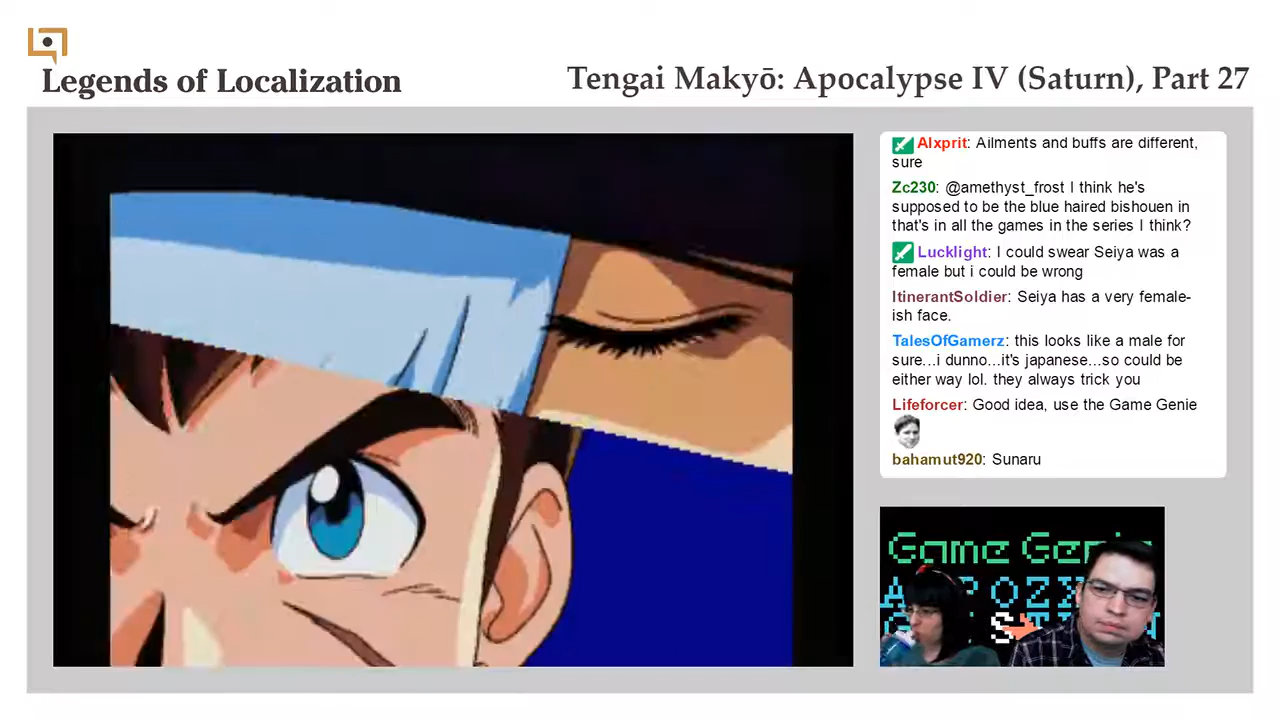 Legends of Localization
Tengai Makyō: Apocalypse IV (Saturn), Part 27
Alxprit: Ailments and buffs are different,
sure
Zc230: @amethyst_frost I think he's
supposed to be the blue haired bishouen in
that's in all the games in the series I think?
Lucklight: I could swear Seiya was a
female but i could be wrong
ItinerantSoldier: Seiya has a very female-
ish face.
TalesOfGamerz: this looks like a male for
sure...i dunno...it's japanese...so could be
either way lol. they always trick you
Lifeforcer: Good idea, use the Game Genie
bahamut920: Sunaru
Game Genie